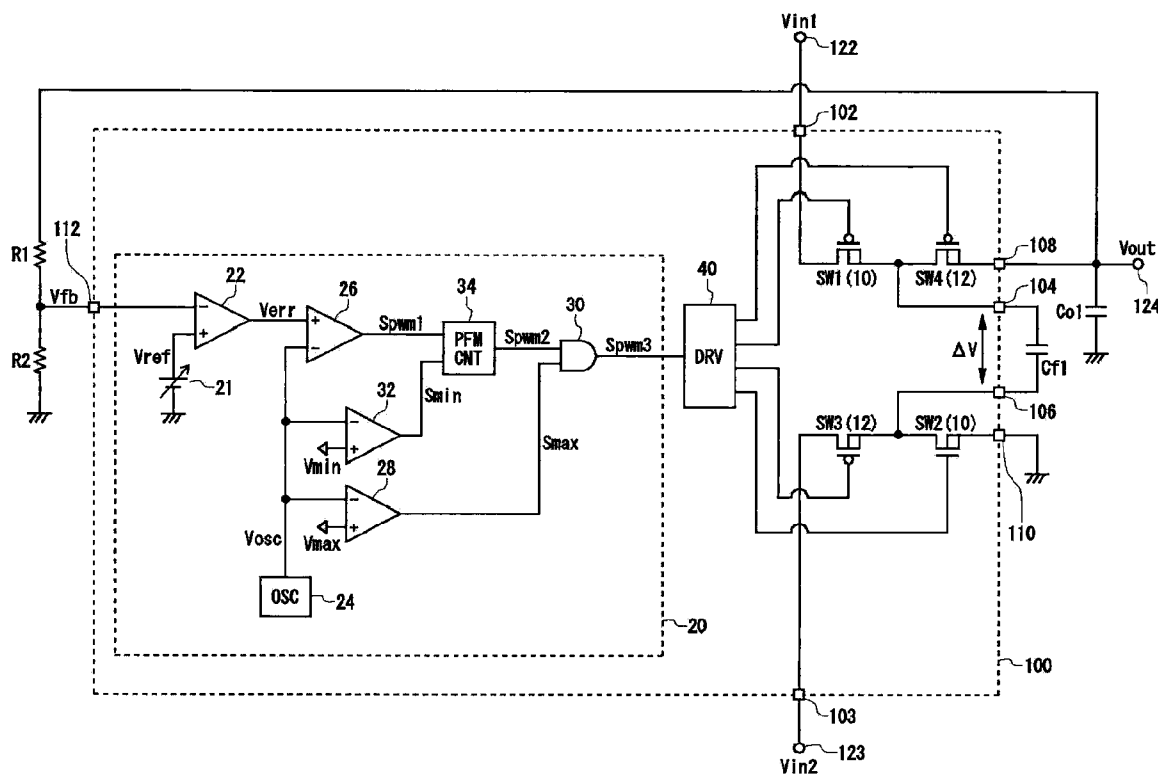 Vin1
122
102
112
R1
Vfb
R2
22
Verr
Vref
21
26
Spwm1
34
PFM
CNT
Spwm2
30
Spwm3
Smin
32
Vmin
28
Smax
Vmax
Vosc
OSC
24
20
40
DRV
SW1(10)
SW4(12)
108
Vout
124
104
Co1
ΔV
Cf1
106
SW3(12)
SW2(10)
110
100
103
123
Vin2